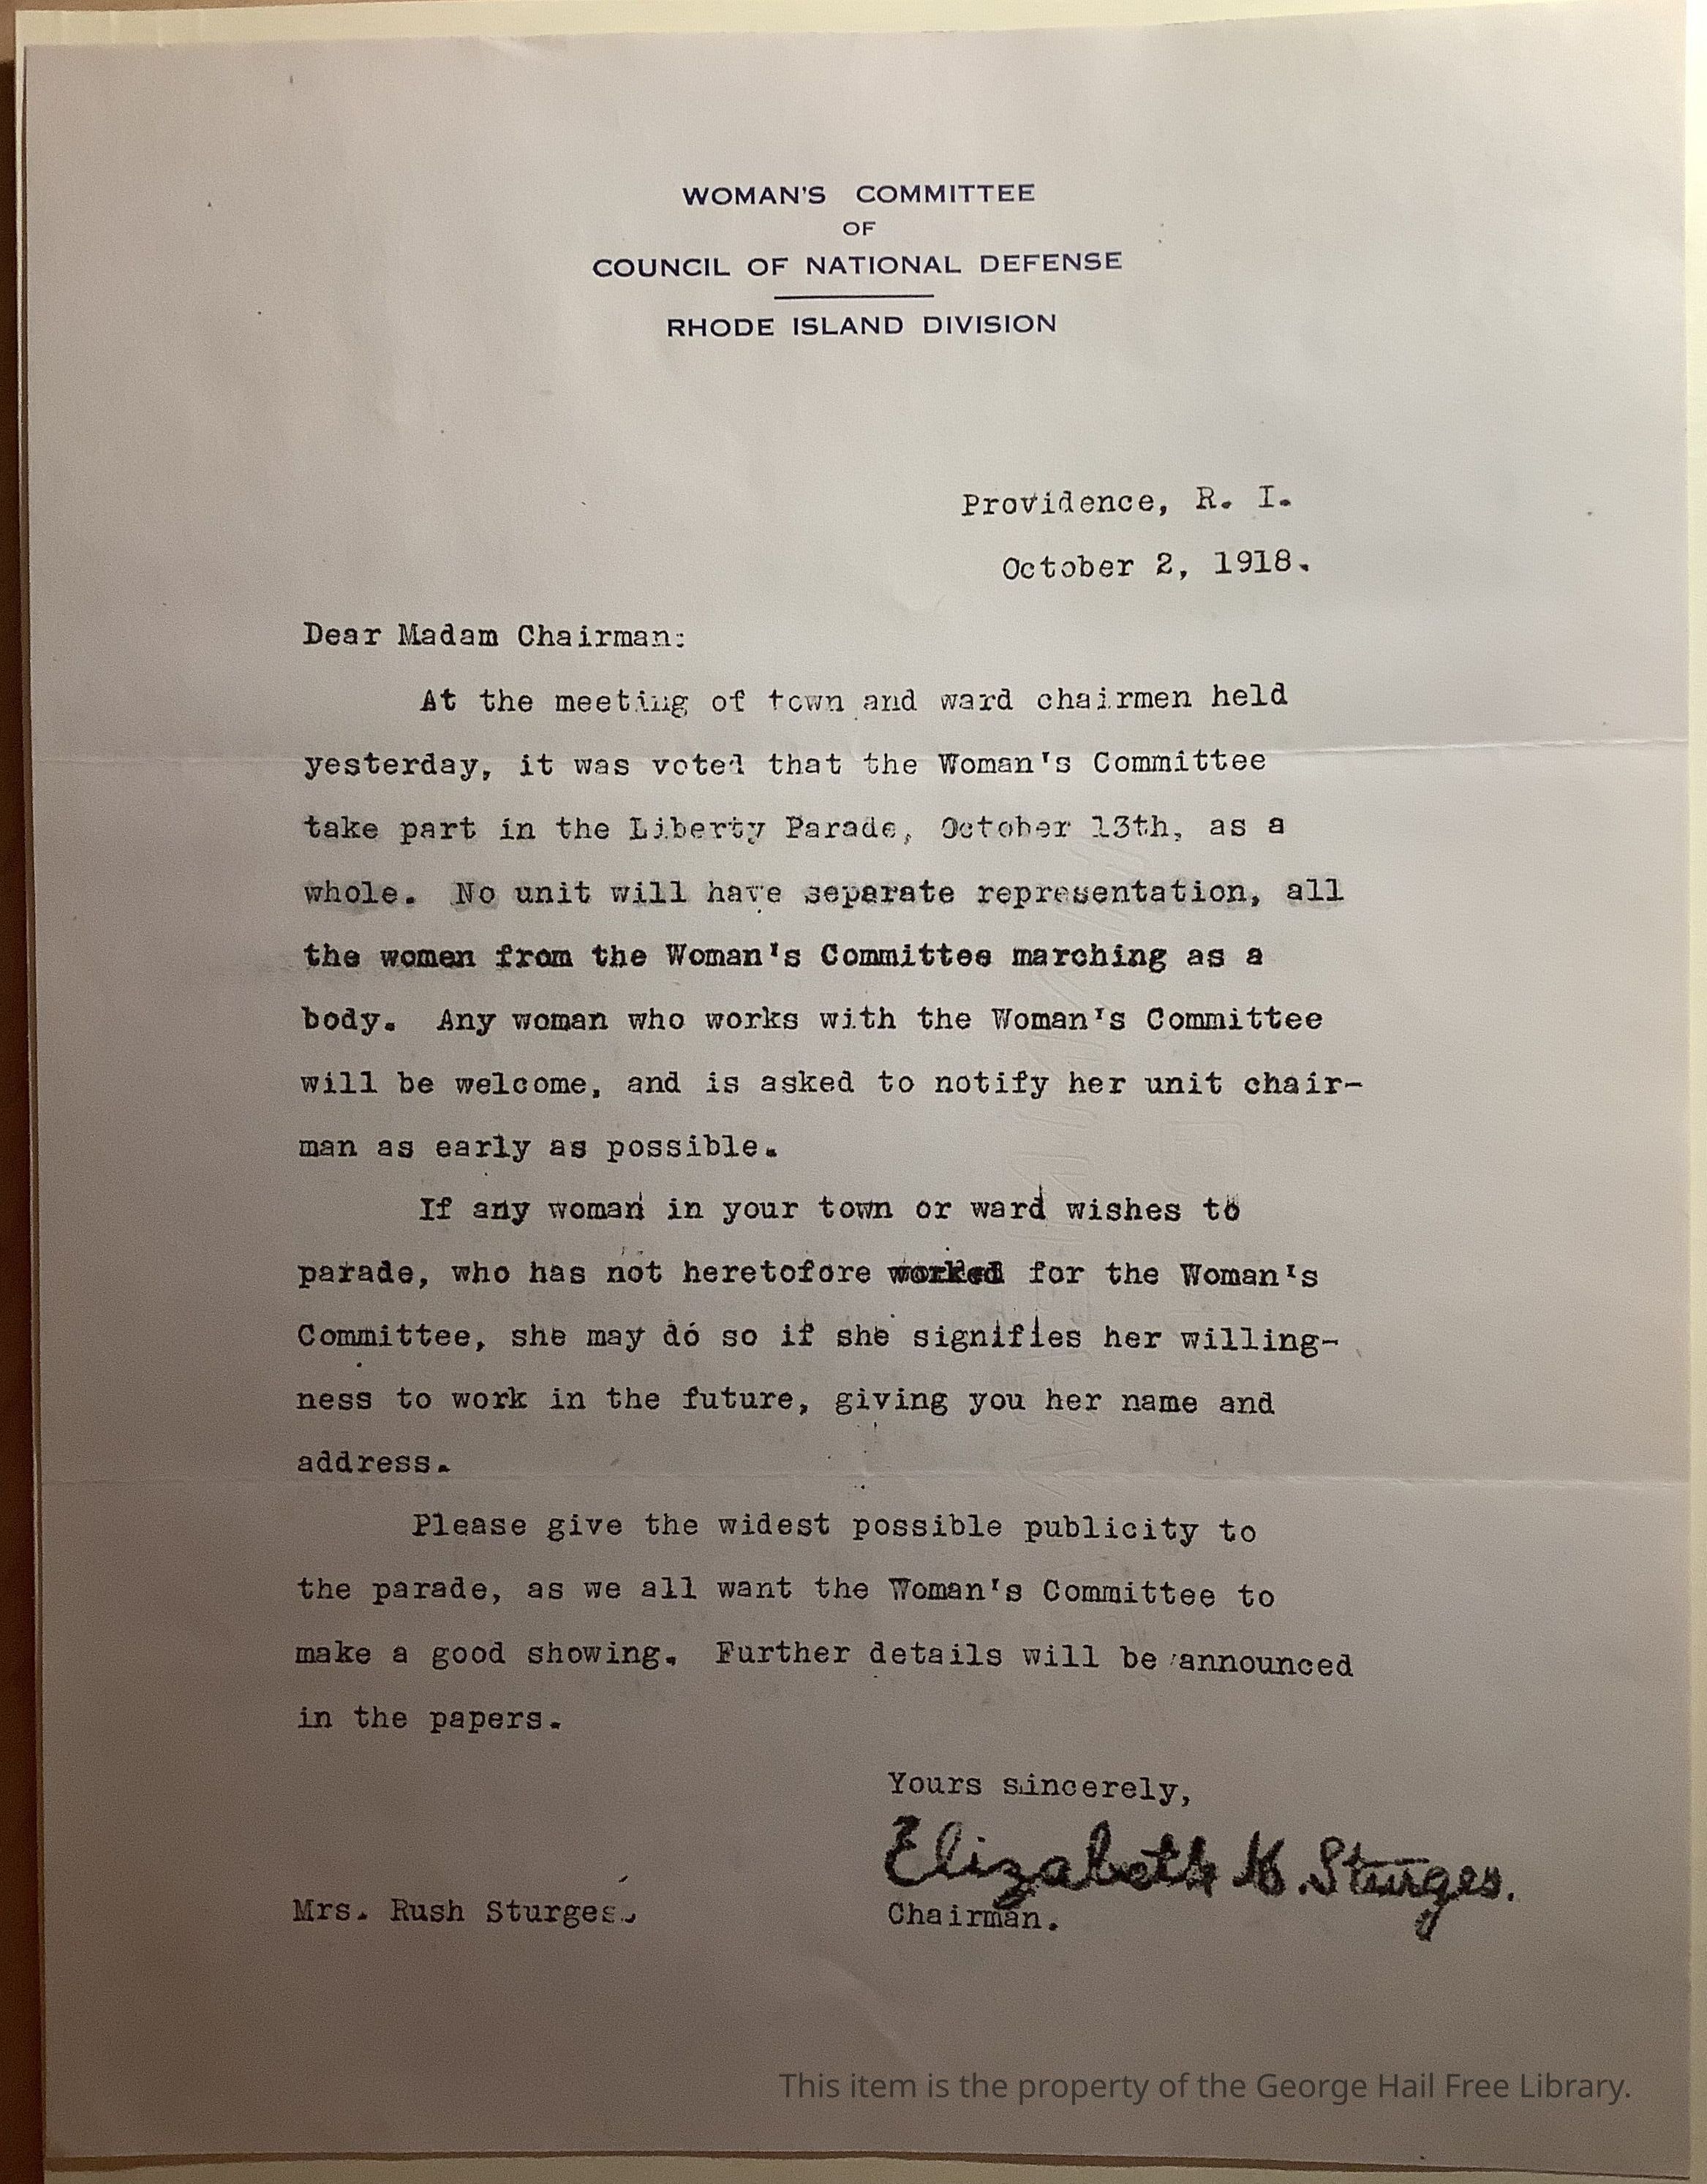 WOMAN'S COMMITTEE
OF
COUNCIL OF NATIONAL DEFENSE
RHODE ISLAND DIVISION
Providence, R. I.
October 2, 1918.
Dear Madam Chairman:
At the meeting of town and ward chairmen held
yesterday, it was voted that the Woman's Committee
take part in the Liberty Parade, October 13th, as a
whole. No unit will have separate representation, all
the women from the Woman's Committee marching as a
body. Any woman who works with the Woman's Committee
will be welcome, and is asked to notify her unit chair-
man as early as possible.
If any woman in your town or ward wishes to
parade, who has not heretofore worked for the Woman's
Committee, she may do so if she signifies her willing-
ness to work in the future, giving you her name and
address.
Please give the widest possible publicity to
the parade, as we all want the Woman's Committee to
make a good showing. Further details will be announced
in the papers.
Yours sincerely,
Elizabeth H. Sturges.
Mrs. Rush Sturges. Chairman.
This item is the property of the George Hail Free Library.